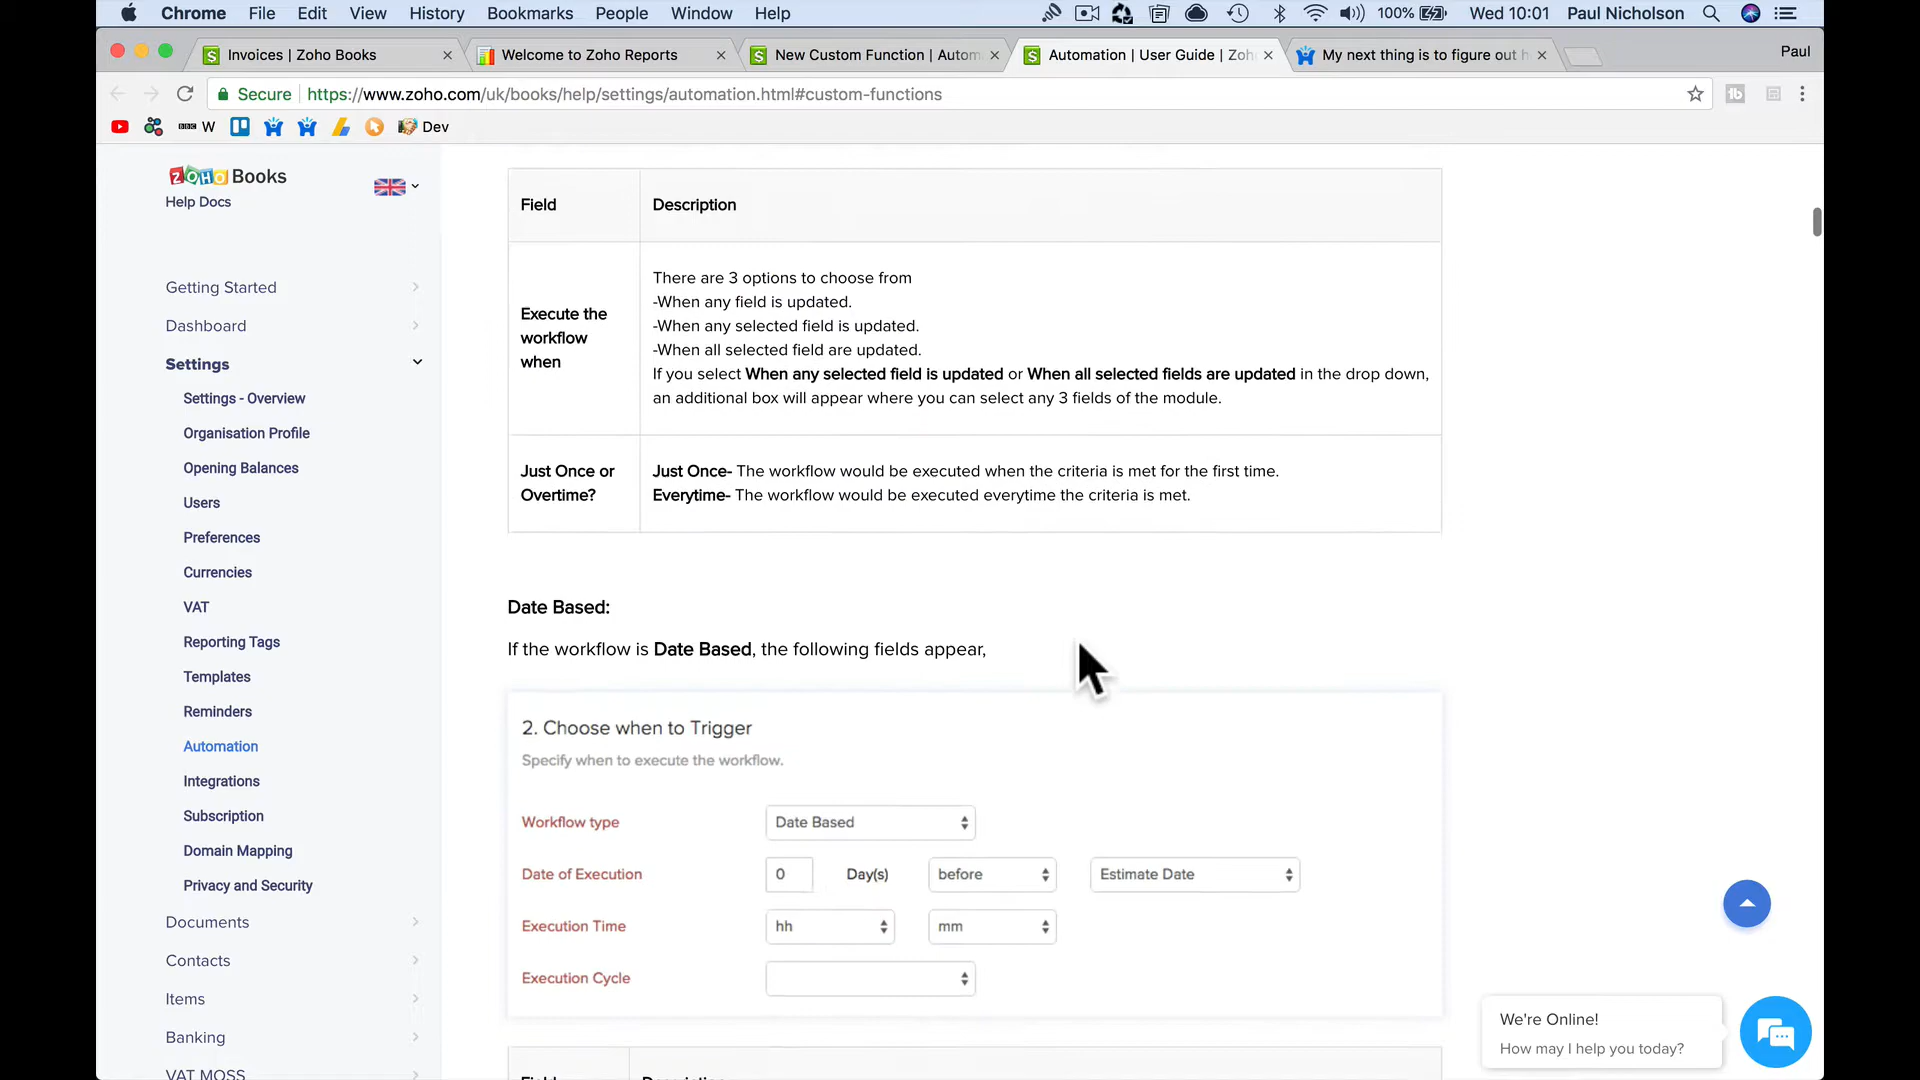 Chrome File Edit View History Bookmarks People Window Help 100% Wed 10:01 Paul Nicholson
Invoices | Zoho Books
Welcome to Zoho Reports
New Custom Function | Autom
Automation | User Guide | Zoh
My next thing is to figure out h
Paul
Secure https://www.zoho.com/uk/books/help/settings/automation.html#custom-functions
BBC W Dev
ZOHO Books
Help Docs
Getting Started
Dashboard
Settings
Settings - Overview
Organisation Profile
Opening Balances
Users
Preferences
Currencies
VAT
Reporting Tags
Templates
Reminders
Automation
Integrations
Subscription
Domain Mapping
Privacy and Security
Documents
Contacts
Items
Banking
VAT MOSS
Field Description
Execute the
workflow
when
There are 3 options to choose from
-When any field is updated.
-When any selected field is updated.
-When all selected field are updated.
If you select When any selected field is updated or When all selected fields are updated in the drop down,
an additional box will appear where you can select any 3 fields of the module.
Just Once or
Overtime?
Just Once- The workflow would be executed when the criteria is met for the first time.
Everytime- The workflow would be executed everytime the criteria is met.
Date Based:
If the workflow is Date Based, the following fields appear,
2. Choose when to Trigger
Specify when to execute the workflow.
Workflow type Date Based
Date of Execution 0 Day(s) before Estimate Date
Execution Time hh mm
Execution Cycle
We're Online!
How may I help you today?